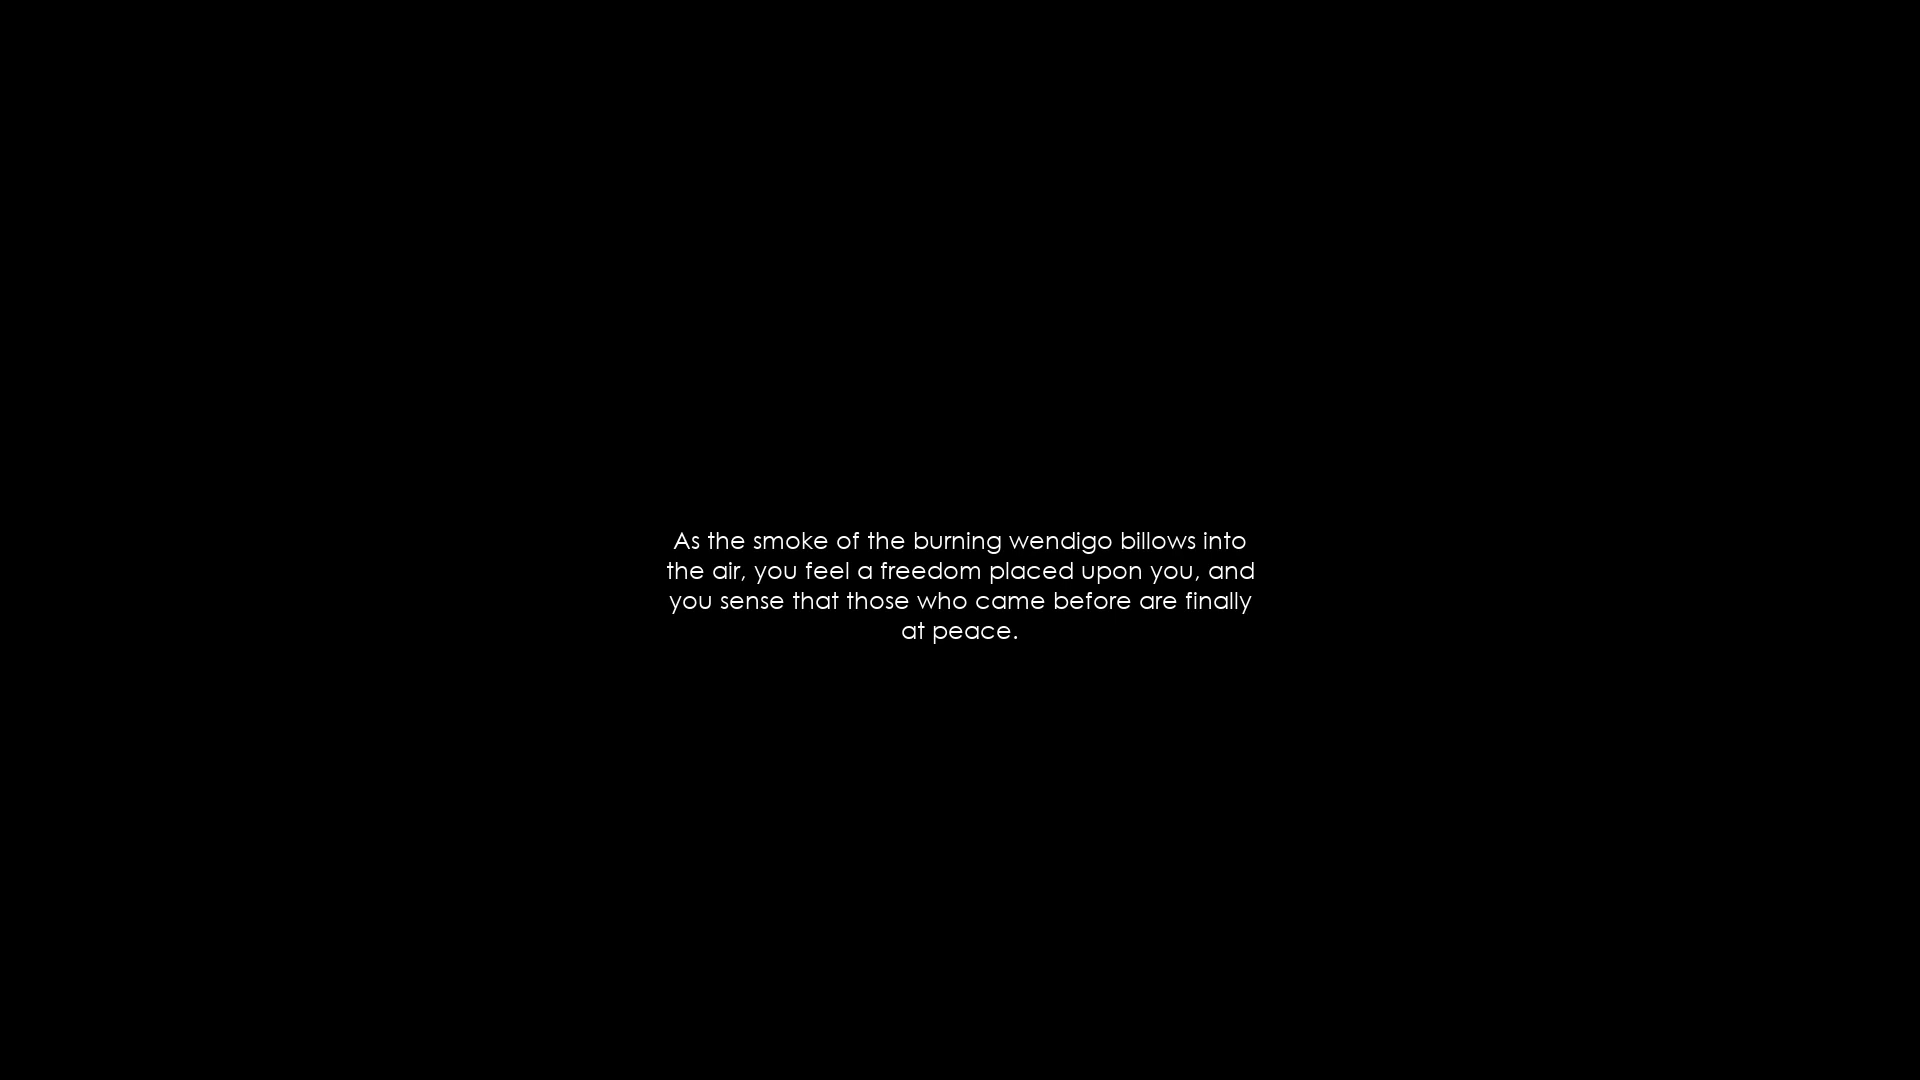 As the smoke of the burning wendigo billows into
the air, you feel a freedom placed upon you, and
you sense that those who came before are finally
at peace.